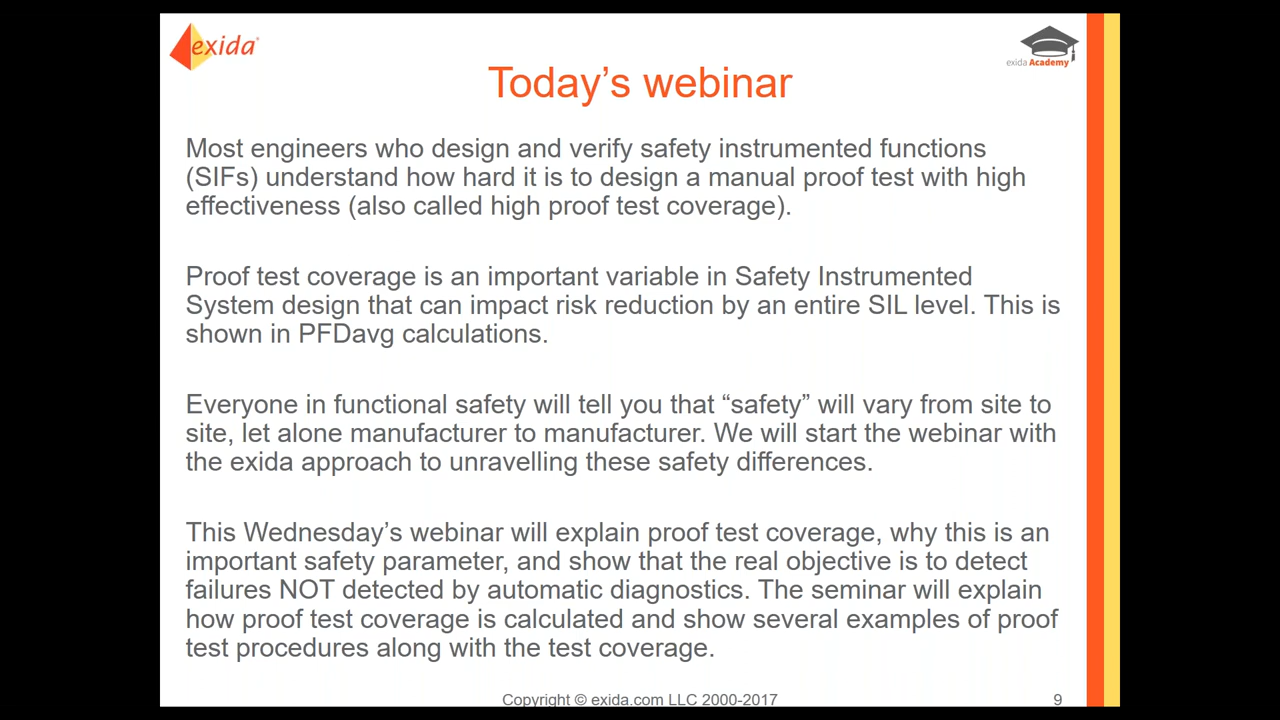 exida
exida Academy
Today's webinar
Most engineers who design and verify safety instrumented functions
(SIFs) understand how hard it is to design a manual proof test with high
effectiveness (also called high proof test coverage).
Proof test coverage is an important variable in Safety Instrumented
System design that can impact risk reduction by an entire SIL level. This is
shown in PFDavg calculations.
Everyone in functional safety will tell you that “safety” will vary from site to
site, let alone manufacturer to manufacturer. We will start the webinar with
the exida approach to unravelling these safety differences.
This Wednesday's webinar will explain proof test coverage, why this is an
important safety parameter, and show that the real objective is to detect
failures NOT detected by automatic diagnostics. The seminar will explain
how proof test coverage is calculated and show several examples of proof
test procedures along with the test coverage.
Copyright © exida.com LLC 2000-2017
9